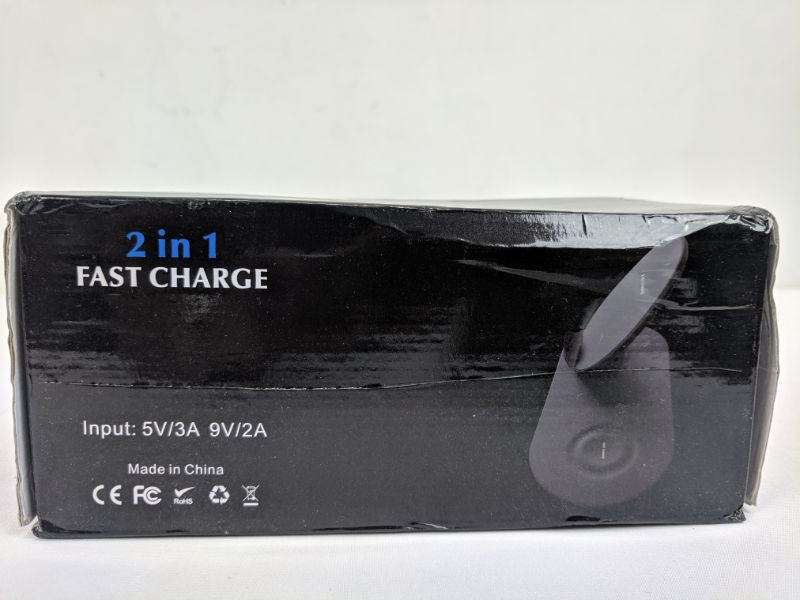 2 in 1
FAST CHARGE
Input: 5V/3A 9V/2A
Made in China
CE FC RoHS